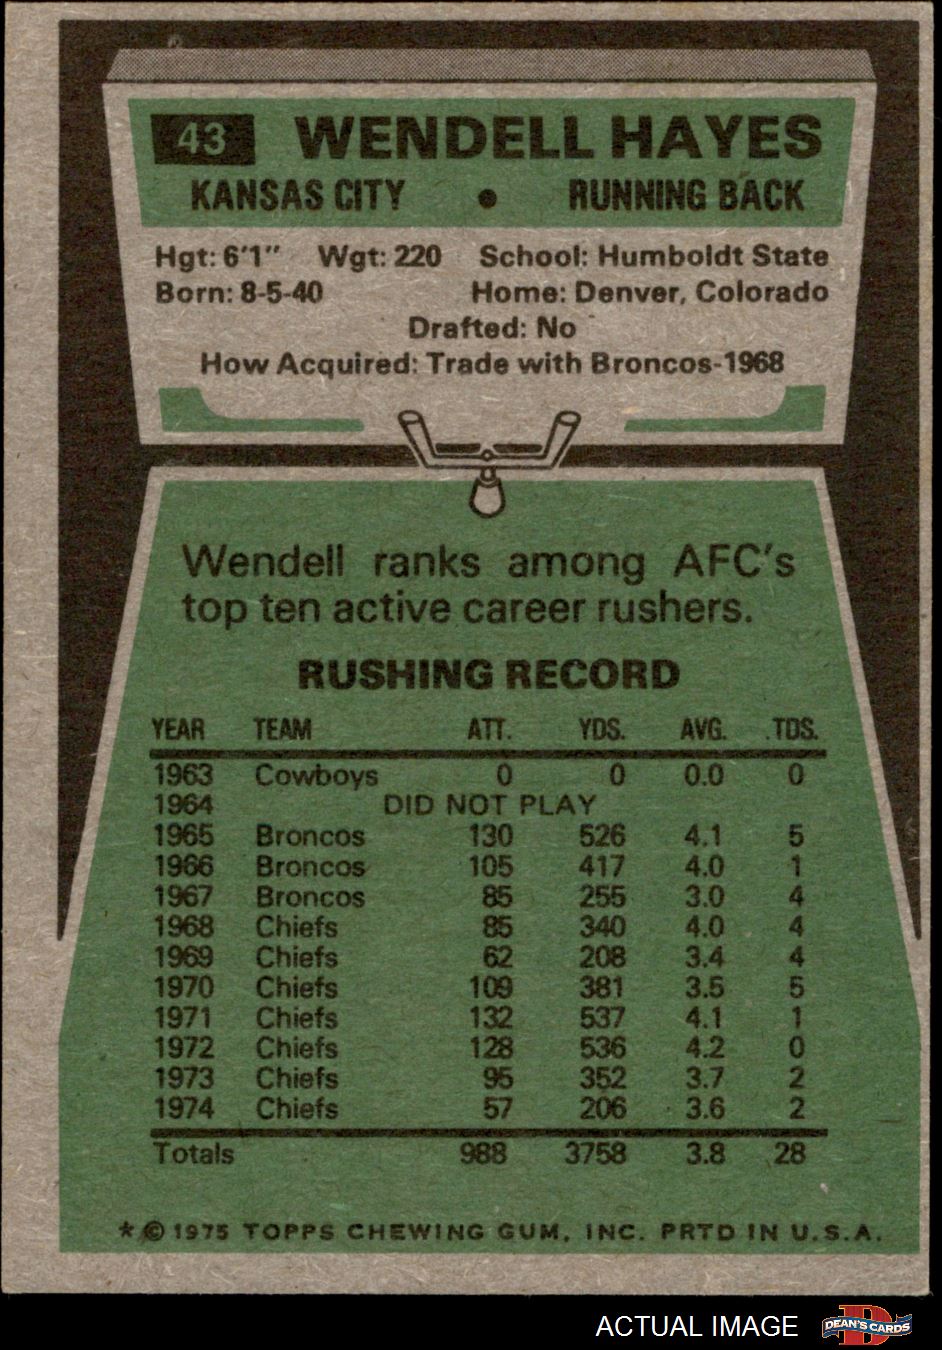 43 WENDELL HAYES
KANSAS CITY • RUNNING BACK
Hgt: 6'1" Wgt: 220 School: Humboldt State
Born: 8-5-40 Home: Denver, Colorado
Drafted: No
How Acquired: Trade with Broncos-1968
Wendell ranks among AFC's
top ten active career rushers.
RUSHING RECORD
YEAR TEAM ATT. YDS. AVG. TDS.
1963 Cowboys 0 0 0.0 0
1964 DID NOT PLAY
1965 Broncos 130 526 4.1 5
1966 Broncos 105 417 4.0 1
1967 Broncos 85 255 3.0 4
1968 Chiefs 85 340 4.0 4
1969 Chiefs 62 208 3.4 4
1970 Chiefs 109 381 3.5 5
1971 Chiefs 132 537 4.1 1
1972 Chiefs 128 536 4.2 0
1973 Chiefs 95 352 3.7 2
1974 Chiefs 57 206 3.6 2
Totals 988 3758 3.8 28
* © 1975 TOPPS CHEWING GUM, INC. PRTD IN U.S.A.
ACTUAL IMAGE DEAN'S CARDS